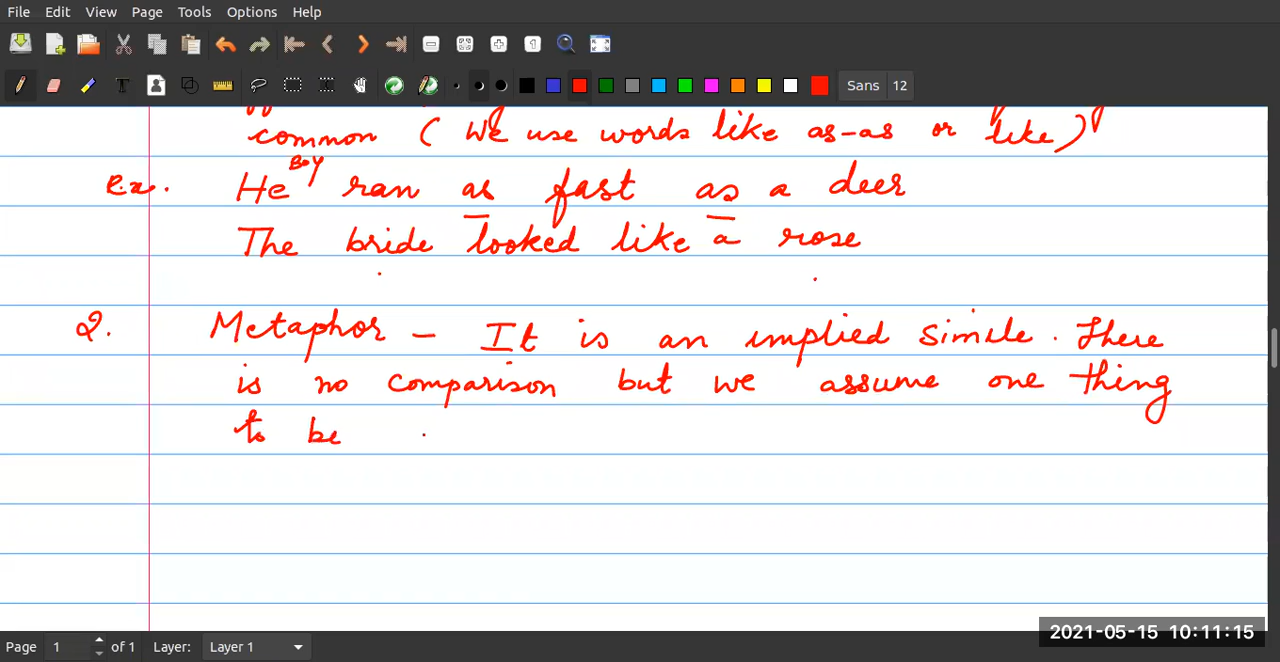 File Edit View Page Tools Options Help
Sans 12
common (We use words like as-as or like)
Boy
Ex. He ran as fast as a deer
The bride looked like a rose
2. Metaphor - It is an implied simile. There
is no comparison but we assume one thing
to be
2021-05-15 10:11:15
Page 1 of 1 Layer: Layer 1